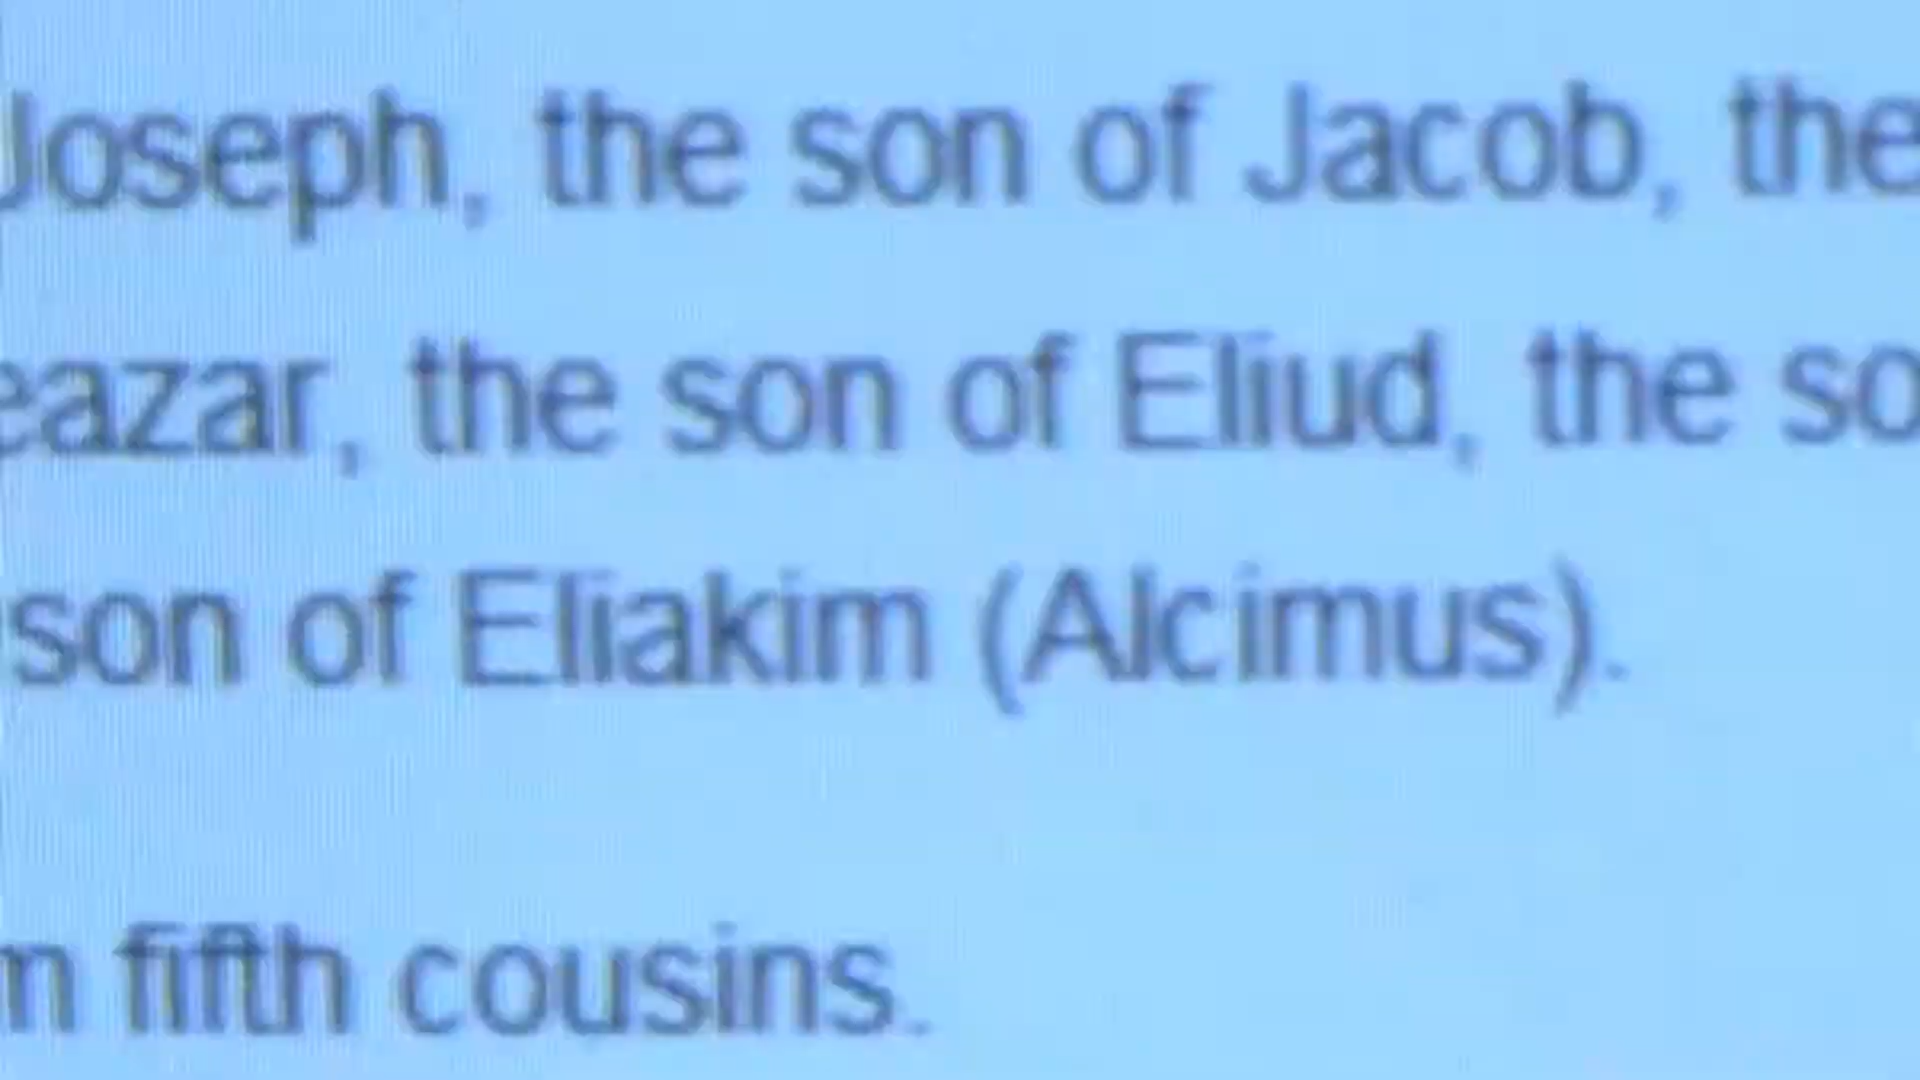 Joseph, the son of Jacob, the
eazar, the son of Eliud, the so
son of Eliakim (Alcimus).
m fifth cousins.